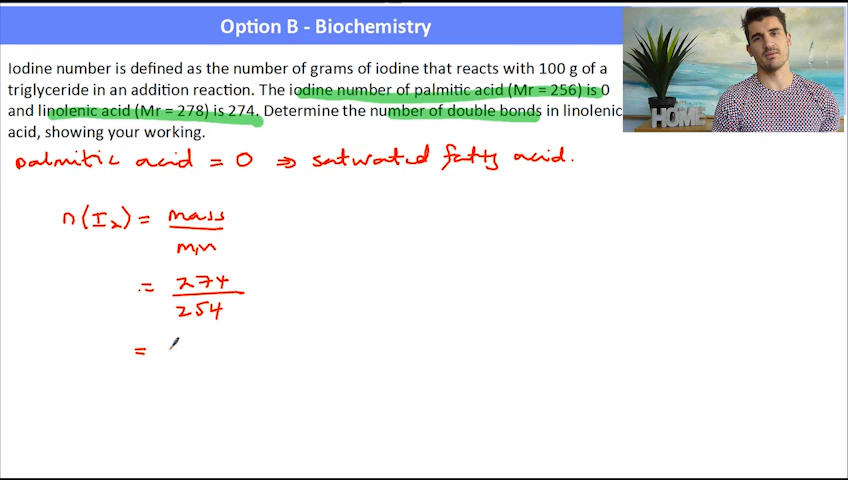 Option B - Biochemistry
Iodine number is defined as the number of grams of iodine that reacts with 100 g of a
triglyceride in an addition reaction. The iodine number of palmitic acid (Mr = 256) is 0
and linolenic acid (Mr = 278) is 274. Determine the number of double bonds in linolenic
acid, showing your working.
HOME
palmitic acid = 0 ⇒ saturated fatty acid.
n(I₂) = mass
mm
= 274
254
=